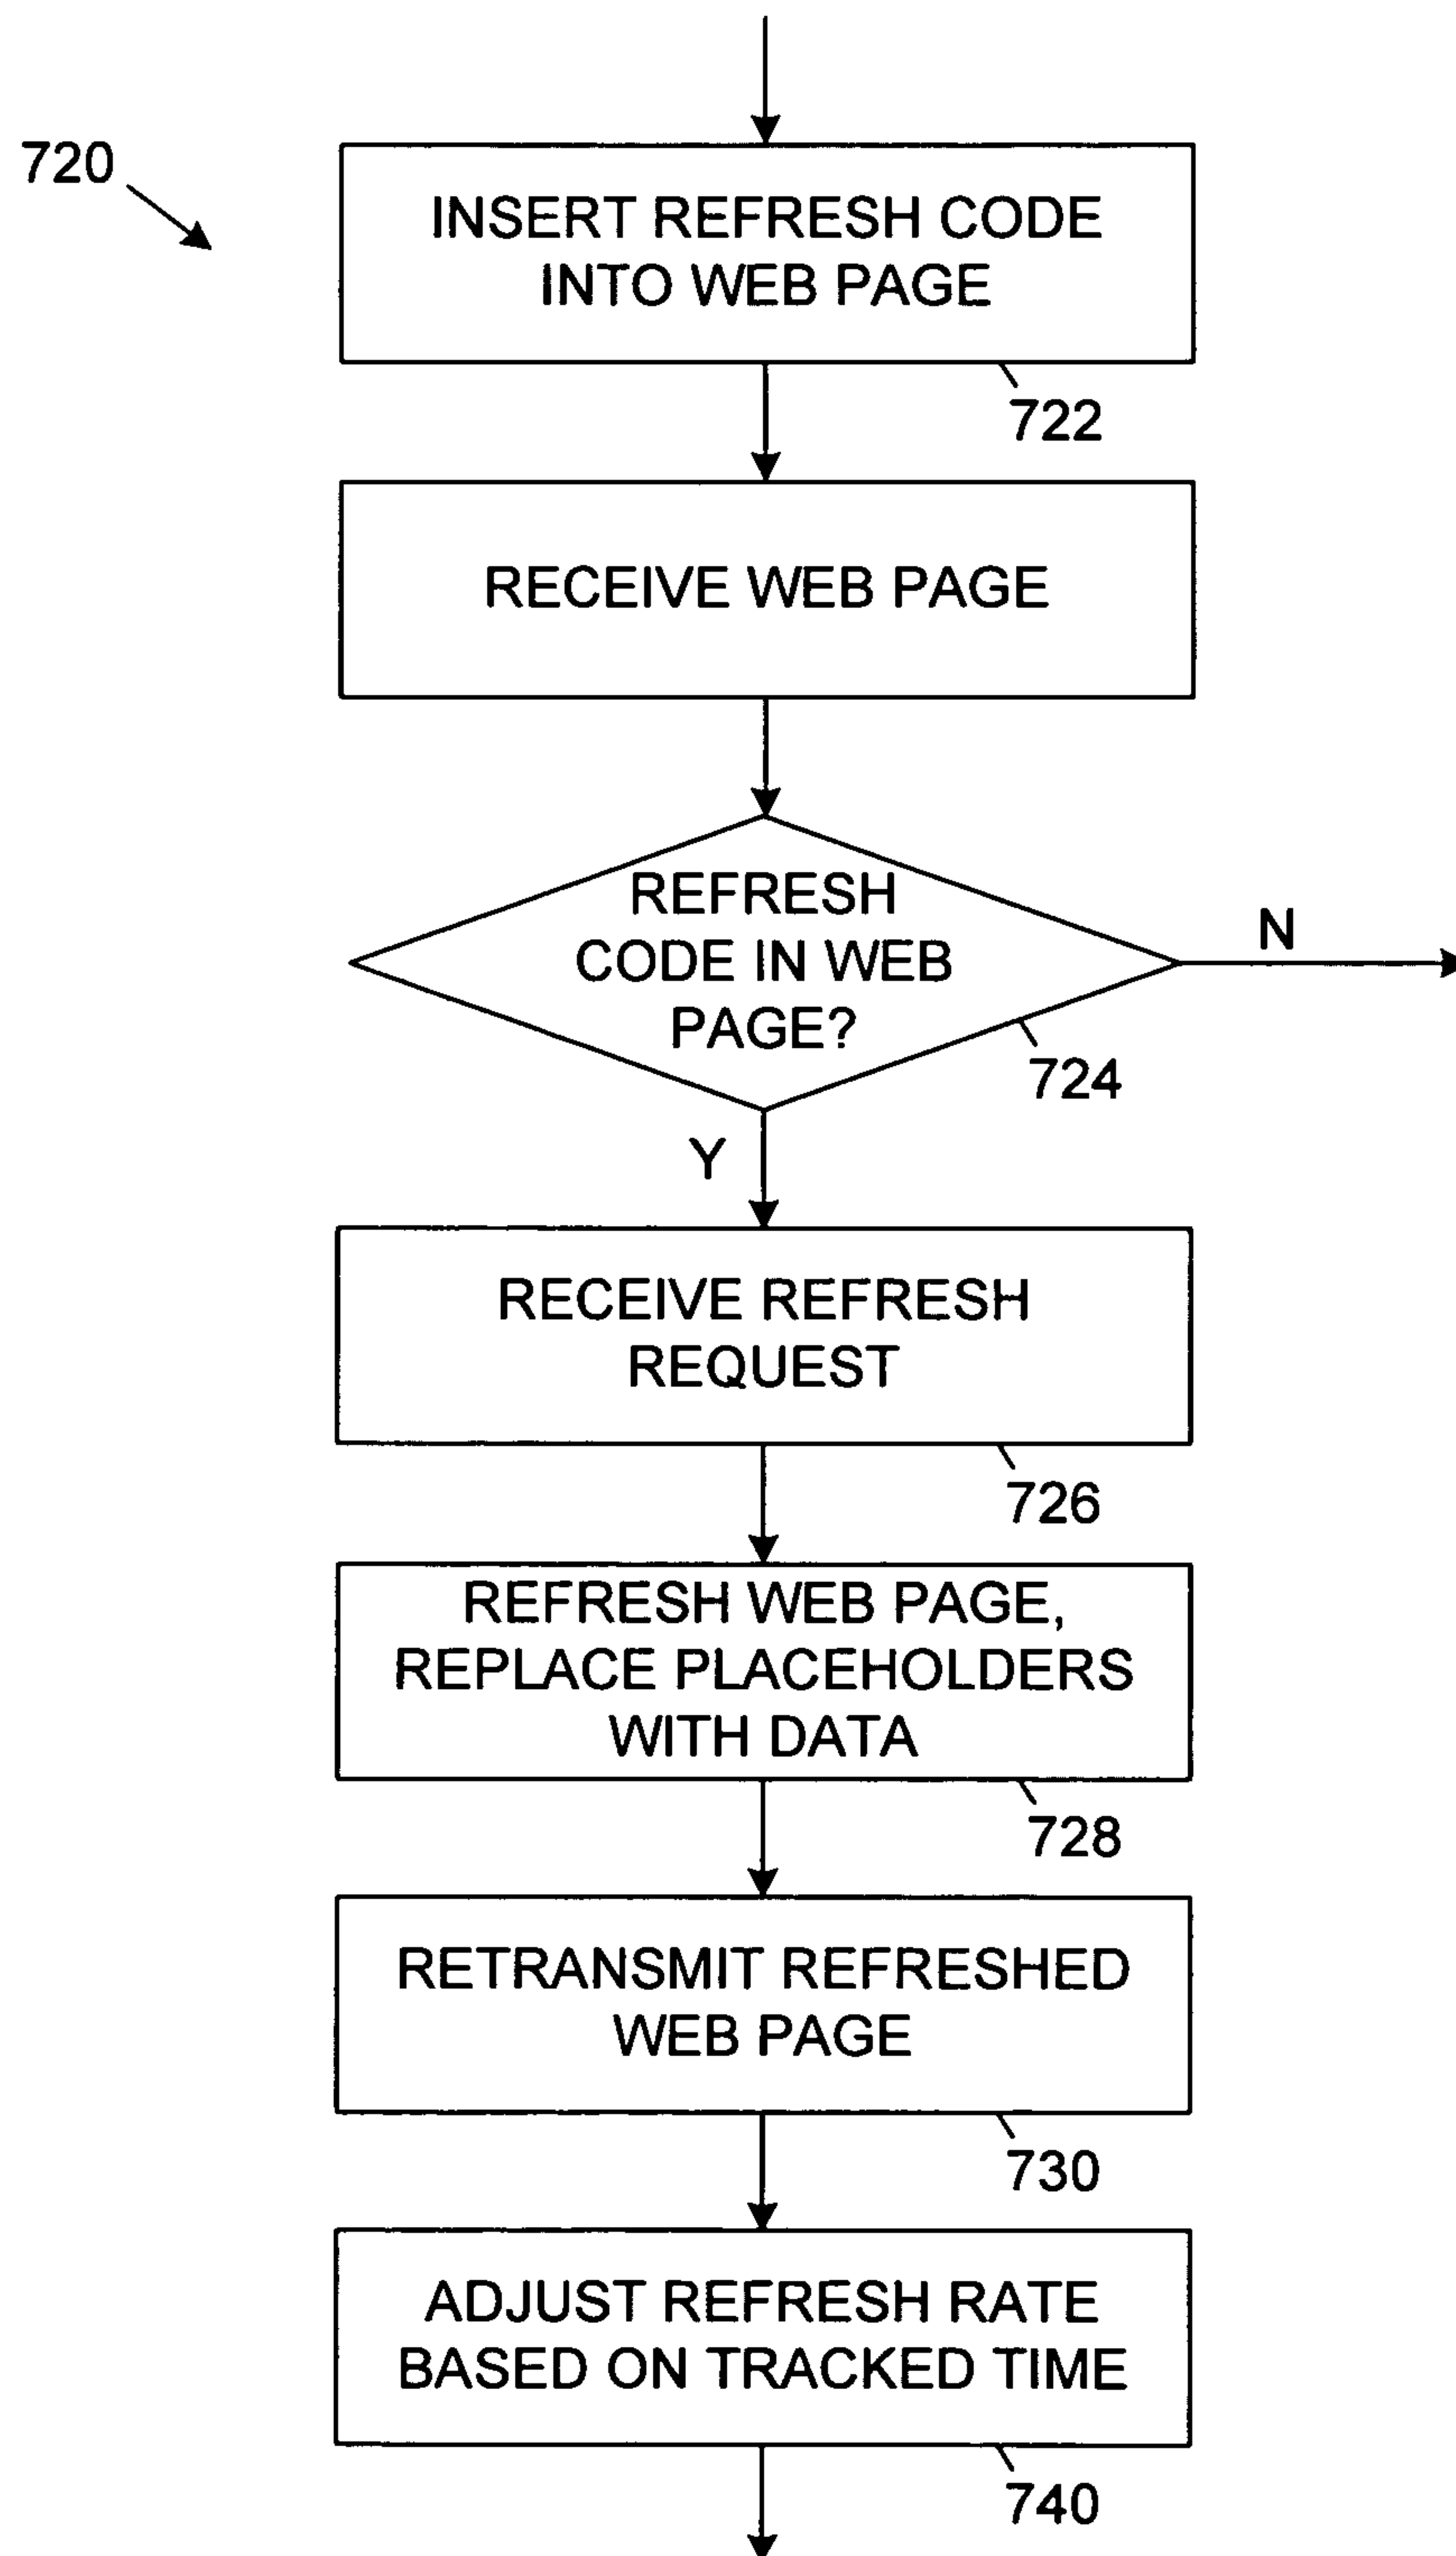 720
INSERT REFRESH CODE
INTO WEB PAGE
722
RECEIVE WEB PAGE
REFRESH
CODE IN WEB
PAGE?
N
724
Y
RECEIVE REFRESH
REQUEST
726
REFRESH WEB PAGE,
REPLACE PLACEHOLDERS
WITH DATA
728
RETRANSMIT REFRESHED
WEB PAGE
730
ADJUST REFRESH RATE
BASED ON TRACKED TIME
740